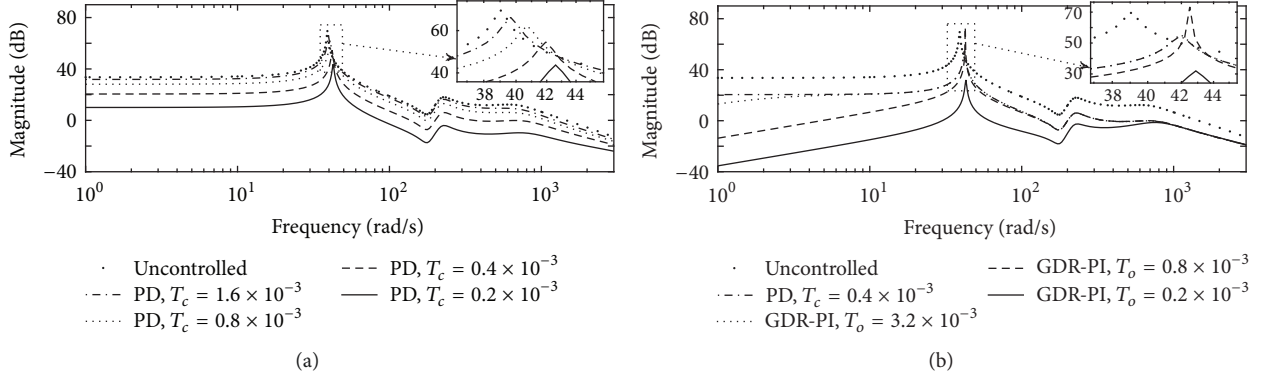 80
40
0
−40
Magnitude (dB)
60
40
38 40 42 44
10^0 10^1 10^2 10^3
Frequency (rad/s)
Uncontrolled
PD, T_c = 1.6 × 10^−3
PD, T_c = 0.8 × 10^−3
PD, T_c = 0.4 × 10^−3
PD, T_c = 0.2 × 10^−3
(a)
80
40
0
−40
Magnitude (dB)
70
50
30
38 40 42 44
10^0 10^1 10^2 10^3
Frequency (rad/s)
Uncontrolled
PD, T_c = 0.4 × 10^−3
GDR-PI, T_o = 3.2 × 10^−3
GDR-PI, T_o = 0.8 × 10^−3
GDR-PI, T_o = 0.2 × 10^−3
(b)